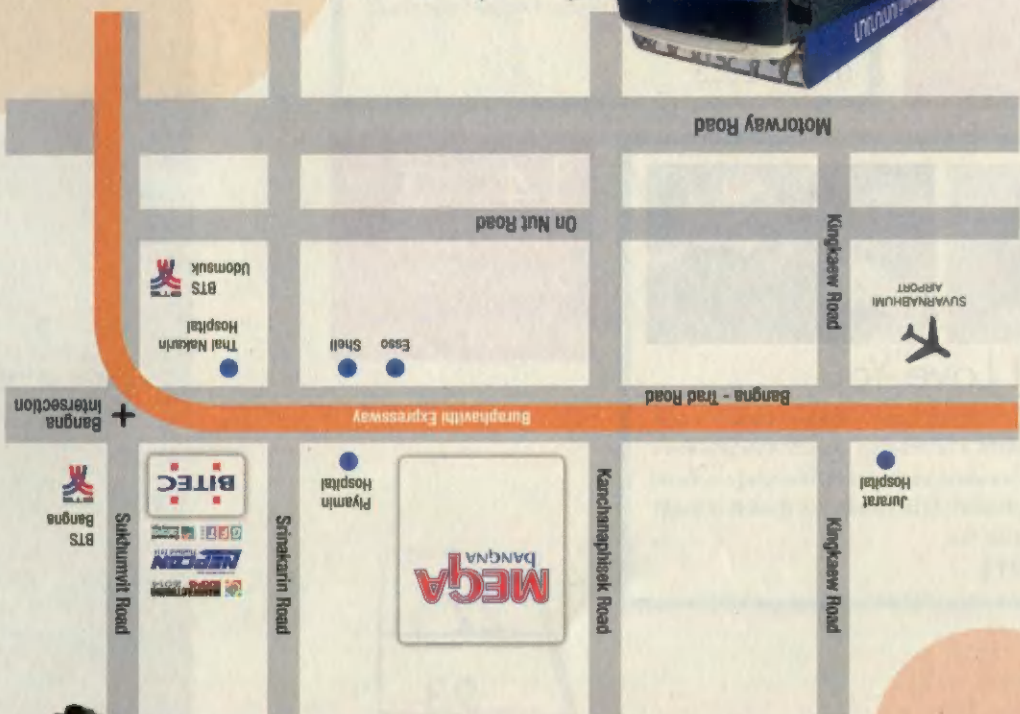 Kingkaew Road
Kanchanaphisek Road
MEGA
bangna
Srinakarin Road
NEPCON
BITEC
Sukhumvit Road
BTS
Bangna
Jurarat
Hospital
Piyamin
Hospital
Bangna
Intersection
Buraphavithi Expressway
Bangna - Trad Road
SUVARNABHUMI
AIRPORT
Kingkaew Road
Esso
Shell
Thai Nakarin
Hospital
BTS
Udomsuk
On Nut Road
Motorway Road